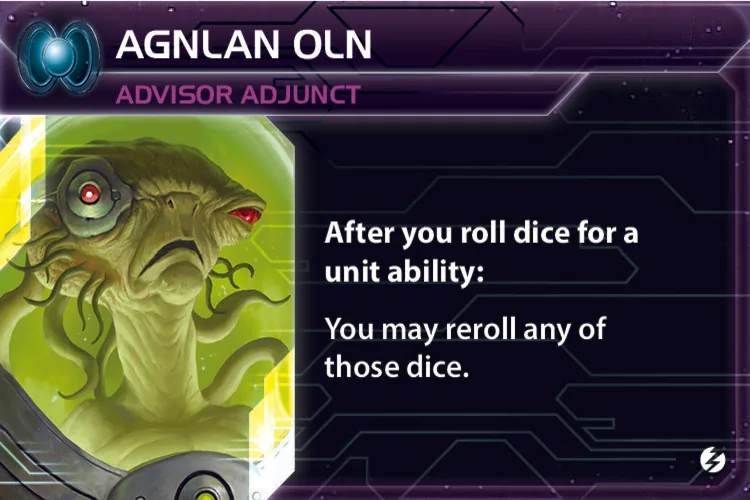 AGNLAN OLN
ADVISOR ADJUNCT
After you roll dice for a
unit ability:
You may reroll any of
those dice.